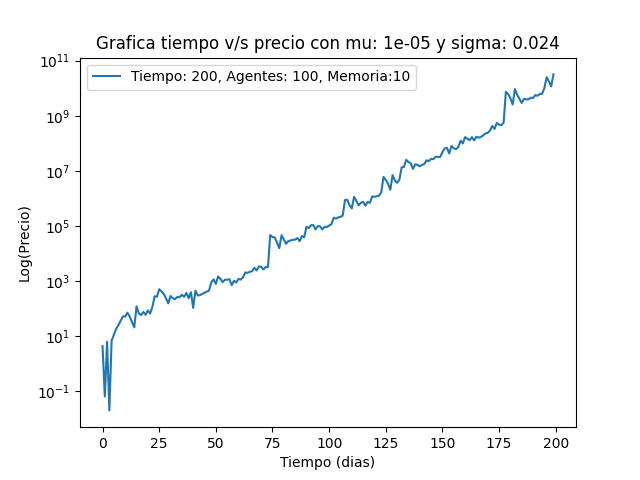 Grafica tiempo v/s precio con mu: 1e-05 y sigma: 0.024
Tiempo: 200, Agentes: 100, Memoria:10
Log(Precio)
10^11
10^9
10^7
10^5
10^3
10^1
10^-1
0 25 50 75 100 125 150 175 200
Tiempo (dias)